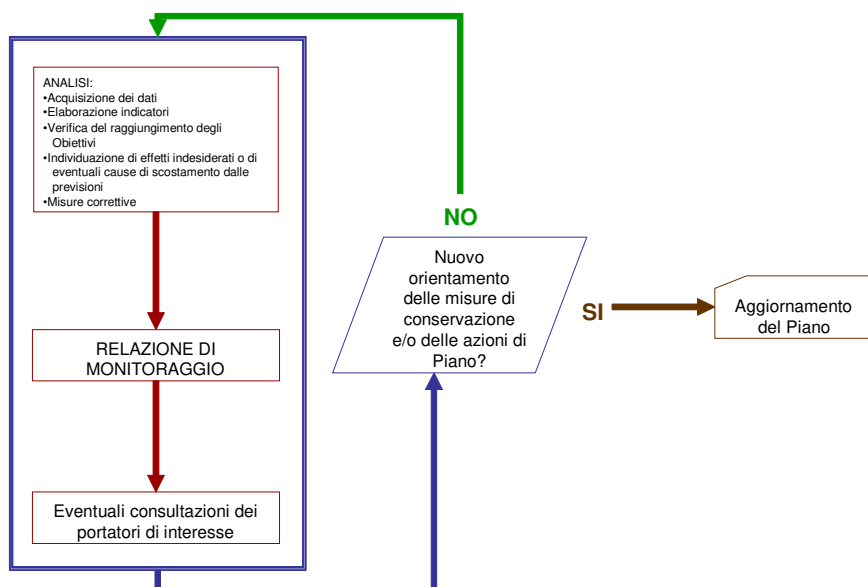 ANALISI:
•Acquisizione dei dati
•Elaborazione indicatori
•Verifica del raggiungimento degli
Obiettivi
•Individuazione di effetti indesiderati o di
eventuali cause di scostamento dalle
previsioni
•Misure correttive
RELAZIONE DI
MONITORAGGIO
Eventuali consultazioni dei
portatori di interesse
NO
Nuovo
orientamento
delle misure di
conservazione
e/o delle azioni di
Piano?
SI
Aggiornamento
del Piano